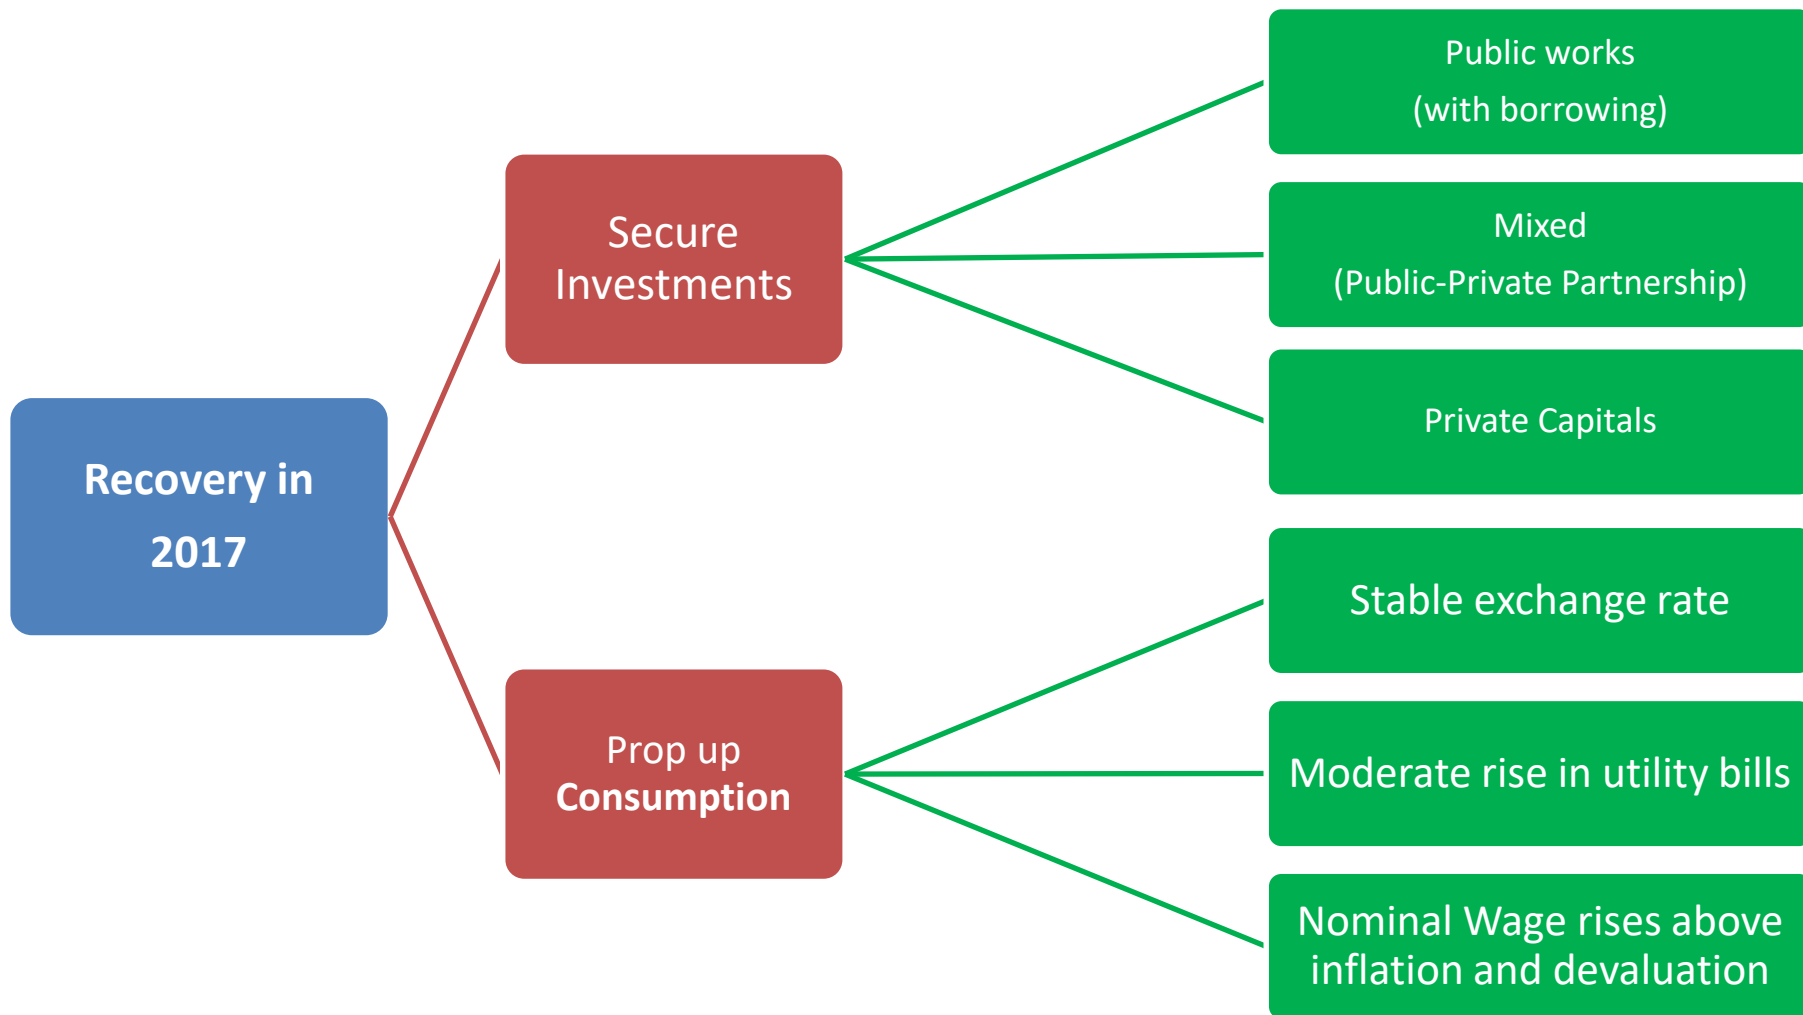 Recovery in
2017
Secure
Investments
Public works
(with borrowing)
Mixed
(Public-Private Partnership)
Private Capitals
Prop up
Consumption
Stable exchange rate
Moderate rise in utility bills
Nominal Wage rises above
inflation and devaluation